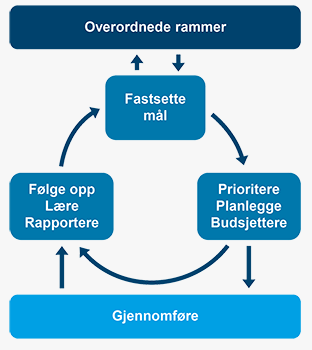 Overordnede rammer
Fastsette
mål
Følge opp
Lære
Rapportere
Prioritere
Planlegge
Budsjettere
Gjennomføre